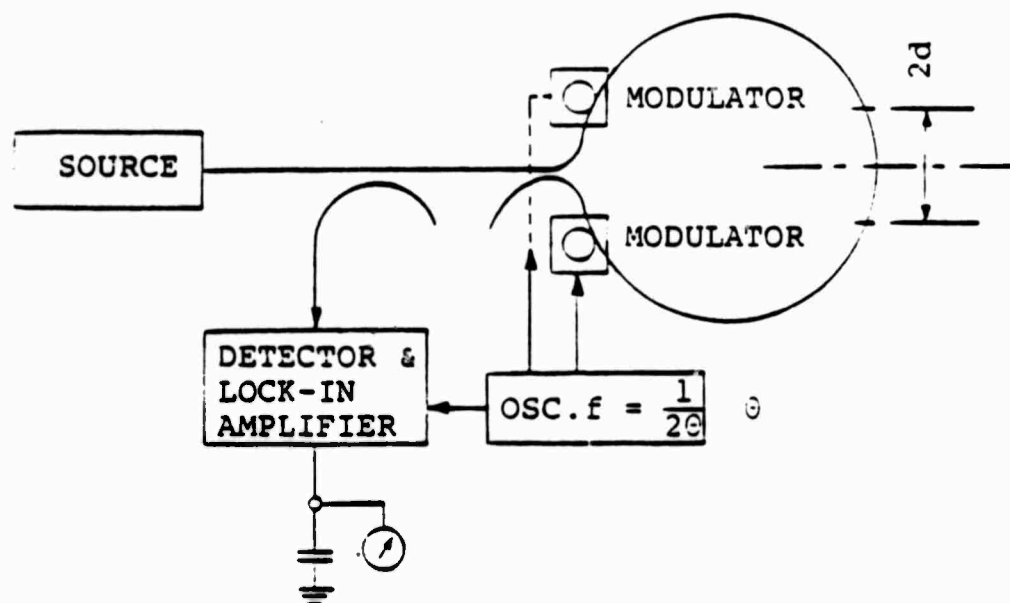 2d
MODULATOR
SOURCE
MODULATOR
DETECTOR &
LOCK-IN
AMPLIFIER
OSC.f = 1/2Θ Θ